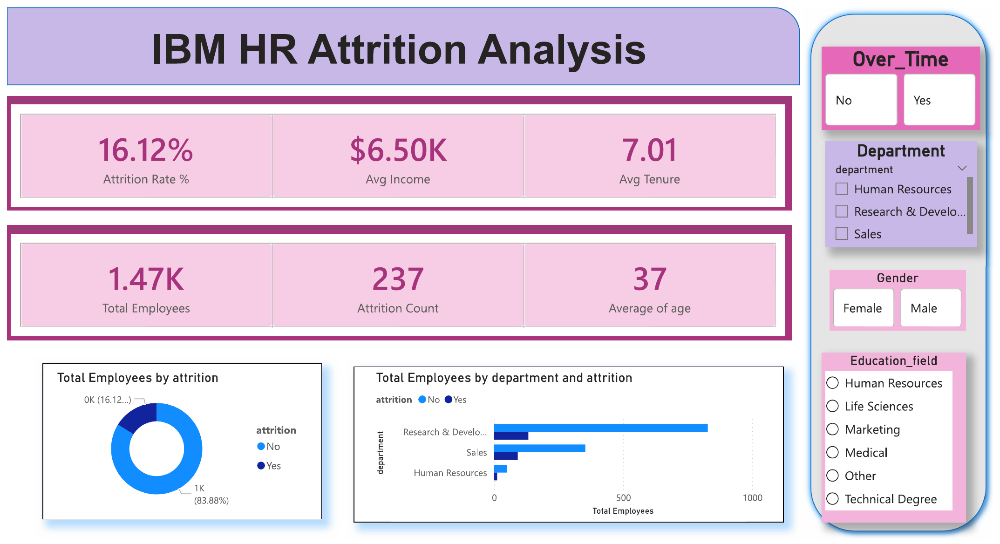 IBM HR Attrition Analysis
16.12%
Attrition Rate %
$6.50K
Avg Income
7.01
Avg Tenure
1.47K
Total Employees
237
Attrition Count
37
Average of age
Total Employees by attrition
0K (16.12...)
1K
(83.88%)
attrition
No
Yes
Total Employees by department and attrition
attrition No Yes
department
Research & Develo...
Sales
Human Resources
0 500 1000
Total Employees
Over_Time
No Yes
Department
department
Human Resources
Research & Develo...
Sales
Gender
Female Male
Education_field
Human Resources
Life Sciences
Marketing
Medical
Other
Technical Degree